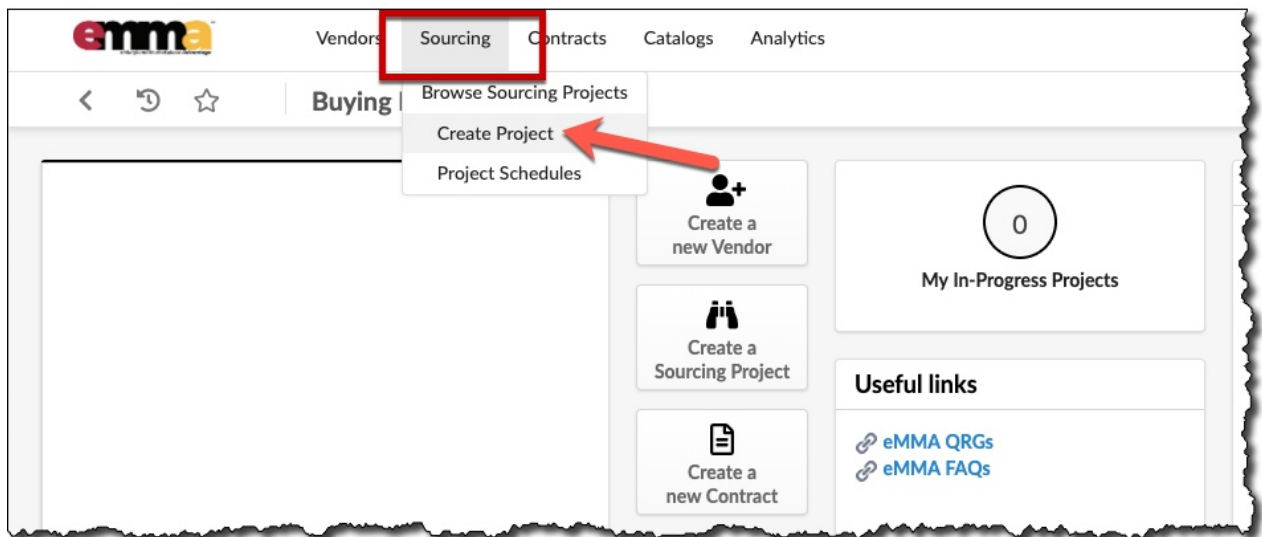 emma
Vendors Sourcing Contracts Catalogs Analytics
Browse Sourcing Projects
Buying
Create Project
Project Schedules
Create a
new Vendor
0
My In-Progress Projects
Create a
Sourcing Project
Useful links
eMMA QRGs
eMMA FAQs
Create a
new Contract